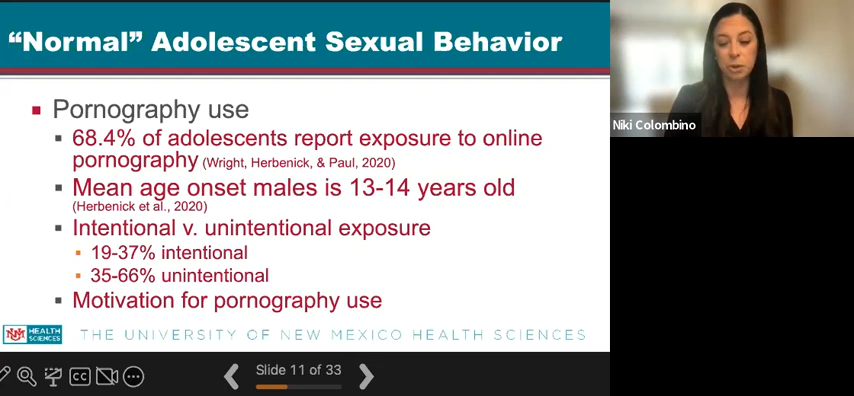 “Normal” Adolescent Sexual Behavior
Pornography use
68.4% of adolescents report exposure to online
pornography (Wright, Herbenick, & Paul, 2020)
Mean age onset males is 13-14 years old
(Herbenick et al., 2020)
Intentional v. unintentional exposure
19-37% intentional
35-66% unintentional
Motivation for pornography use
HEALTH
SCIENCES
THE UNIVERSITY OF NEW MEXICO HEALTH SCIENCES
CC
Slide 11 of 33
Niki Colombino